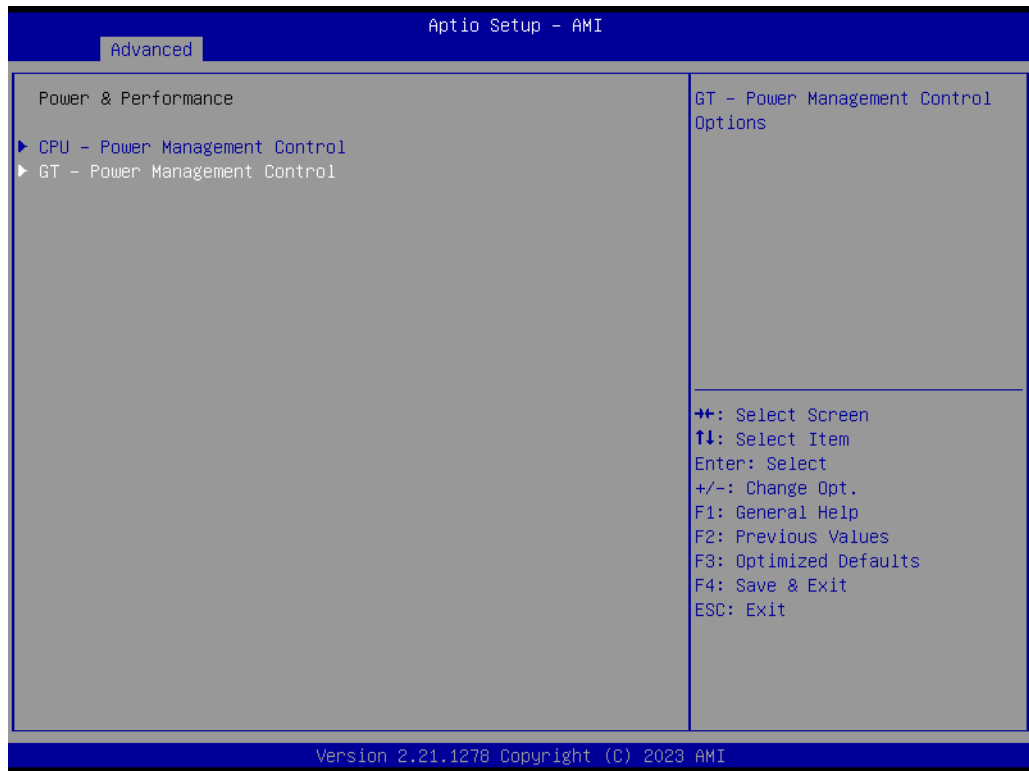 Aptio Setup – AMI
Advanced
Power & Performance
▶ CPU – Power Management Control
▶ GT – Power Management Control
GT – Power Management Control
Options
→←: Select Screen
↑↓: Select Item
Enter: Select
+/-: Change Opt.
F1: General Help
F2: Previous Values
F3: Optimized Defaults
F4: Save & Exit
ESC: Exit
Version 2.21.1278 Copyright (C) 2023 AMI